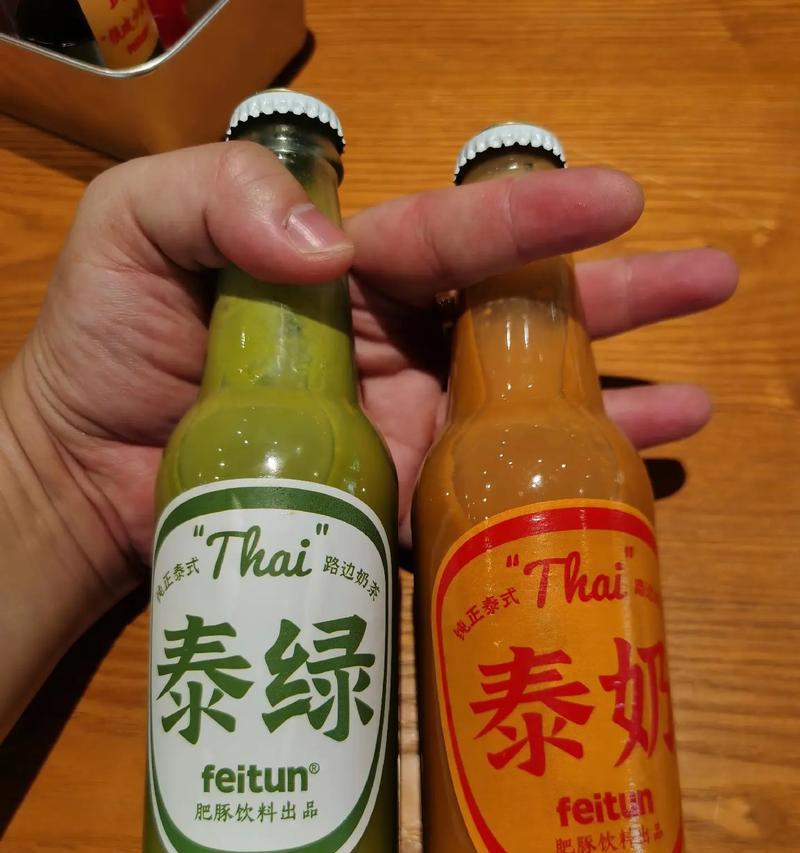 纯正泰式 "Thai" 路边奶茶
泰绿
feitun®
肥豚饮料出品
纯正泰式 "Thai"
泰奶
feitun
肥豚饮料出品